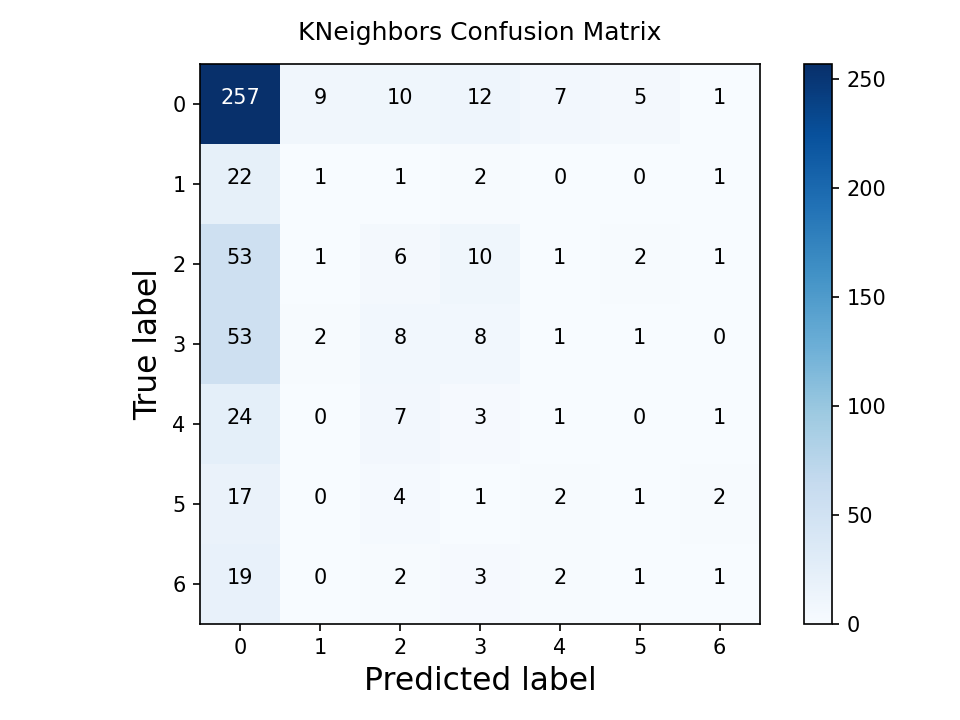 KNeighbors Confusion Matrix
True label
0 257 9 10 12 7 5 1
1 22 1 1 2 0 0 1
2 53 1 6 10 1 2 1
3 53 2 8 8 1 1 0
4 24 0 7 3 1 0 1
5 17 0 4 1 2 1 2
6 19 0 2 3 2 1 1
0 1 2 3 4 5 6
Predicted label
250
200
150
100
50
0